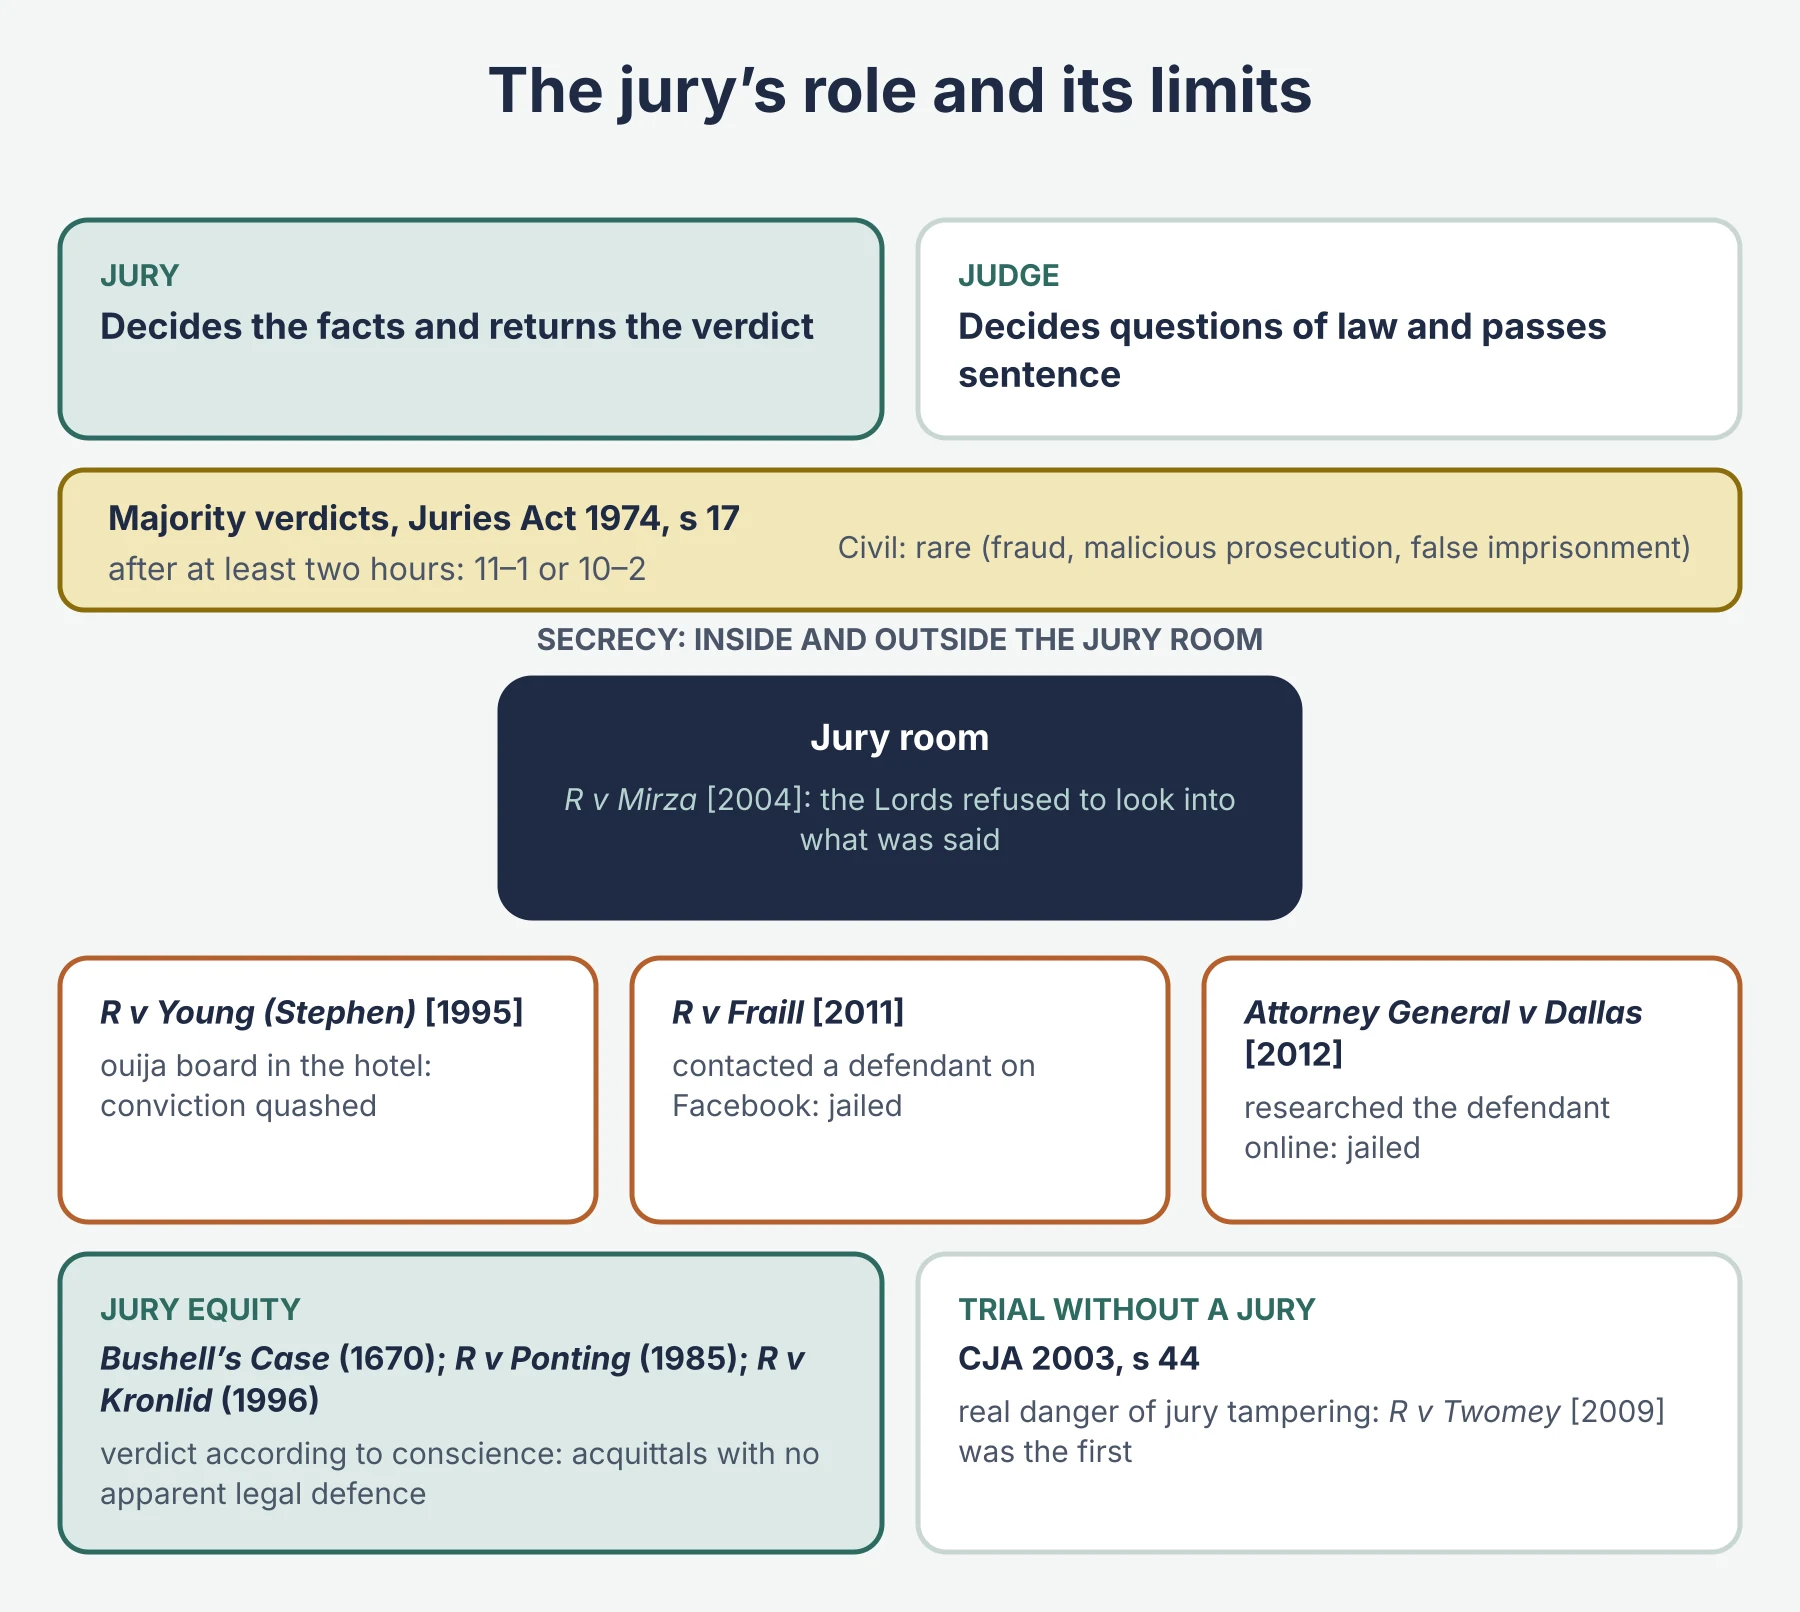 The jury’s role and its limits
JURY
Decides the facts and returns the verdict
JUDGE
Decides questions of law and passes
sentence
Majority verdicts, Juries Act 1974, s 17
after at least two hours: 11–1 or 10–2
Civil: rare (fraud, malicious prosecution, false imprisonment)
SECRECY: INSIDE AND OUTSIDE THE JURY ROOM
Jury room
R v Mirza [2004]: the Lords refused to look into
what was said
R v Young (Stephen) [1995]
ouija board in the hotel:
conviction quashed
R v Fraill [2011]
contacted a defendant on
Facebook: jailed
Attorney General v Dallas
[2012]
researched the defendant
online: jailed
JURY EQUITY
Bushell’s Case (1670); R v Ponting (1985); R v
Kronlid (1996)
verdict according to conscience: acquittals with no
apparent legal defence
TRIAL WITHOUT A JURY
CJA 2003, s 44
real danger of jury tampering: R v Twomey [2009]
was the first